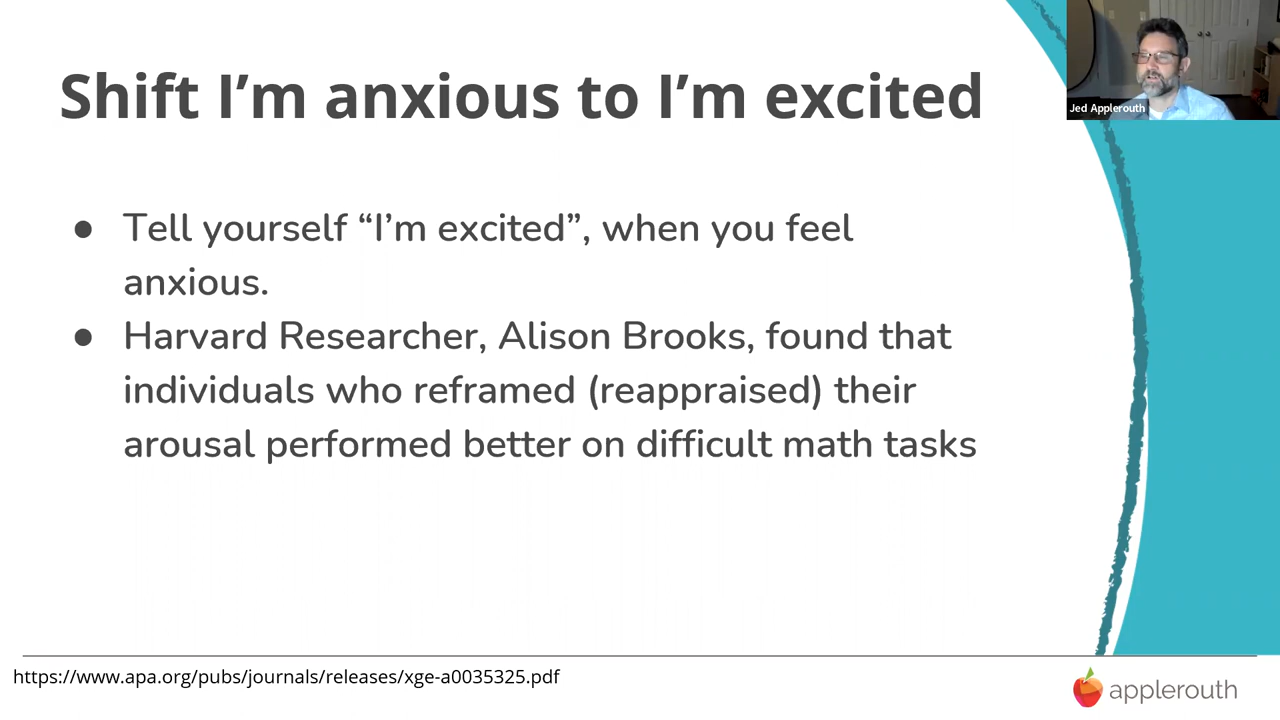 Shift I’m anxious to I’m excited
Jed Applerouth
● Tell yourself “I’m excited”, when you feel
anxious.
● Harvard Researcher, Alison Brooks, found that
individuals who reframed (reappraised) their
arousal performed better on difficult math tasks
https://www.apa.org/pubs/journals/releases/xge-a0035325.pdf
applerouth